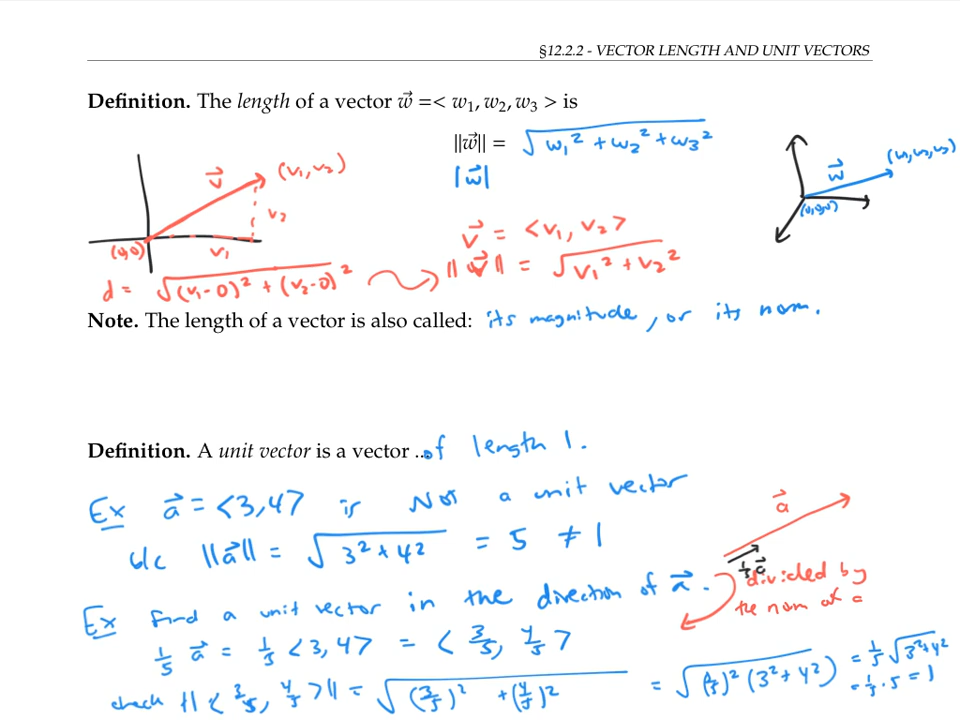 §12.2.2 - VECTOR LENGTH AND UNIT VECTORS
Definition. The length of a vector w⃗ =< w₁, w₂, w₃ > is
||w⃗|| = √(w₁² + w₂² + w₃²)
|w⃗|
v⃗ (v₁, v₂)
v₂
(0,0) v₁
d = √((v₁-0)² + (v₂-0)²)
v⃗ = <v₁, v₂>
||v⃗|| = √(v₁² + v₂²)
w⃗
Note. The length of a vector is also called: its magnitude, or its norm.
Definition. A unit vector is a vector ... of length 1.
Ex a⃗ = <3,4> is Not a unit vector
b/c ||a⃗|| = √(3² + 4²) = 5 ≠ 1
a⃗
1/5 a⃗
divided by
the norm of a
Ex Find a unit vector in the direction of a⃗.
1/5 a⃗ = 1/5 <3,4> = <3/5, 4/5>
check ||<3/5, 4/5>|| = √((3/5)² + (4/5)²) = √((1/5)² (3² + 4²)) = 1/5 √(3²+4²)
= 1/5 · 5 = 1